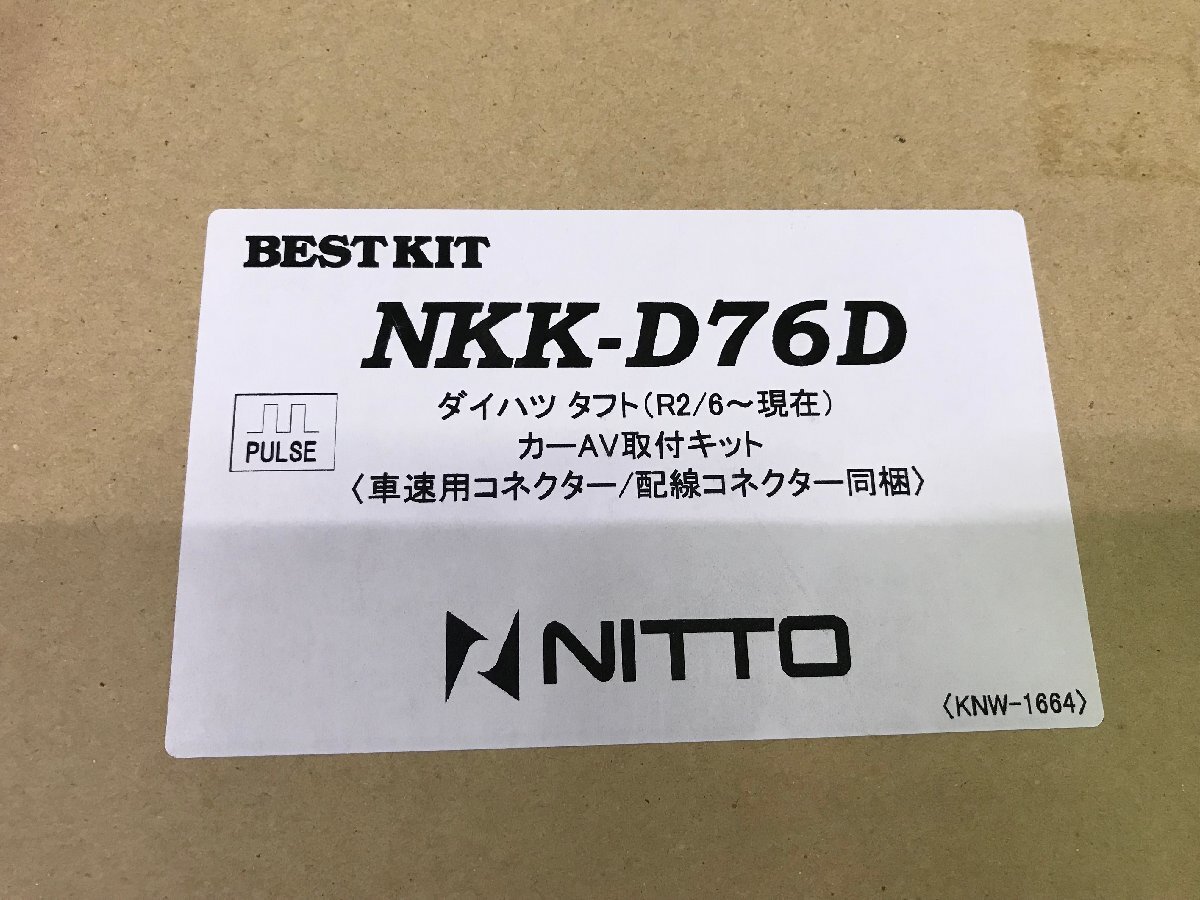 BESTKIT
NKK-D76D
PULSE
ダイハツ タフト(R2/6～現在)
カーAV取付キット
〈車速用コネクター/配線コネクター同梱〉
NITTO
〈KNW-1664〉